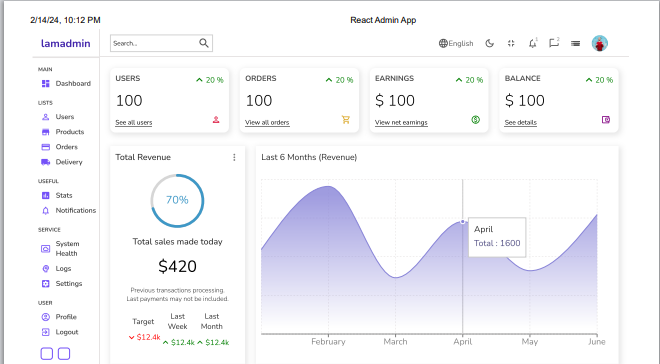 2/14/24, 10:12 PM
React Admin App
lamadmin
Search...
English
1
2
MAIN
Dashboard
LISTS
Users
Products
Orders
Delivery
USEFUL
Stats
Notifications
SERVICE
System
Health
Logs
Settings
USER
Profile
Logout
USERS
20 %
100
See all users
ORDERS
20 %
100
View all orders
EARNINGS
20 %
$ 100
View net earnings
BALANCE
20 %
$ 100
See details
Total Revenue
70%
Total sales made today
$420
Previous transactions processing.
Last payments may not be included.
Target
$12.4k
Last
Week
$12.4k
Last
Month
$12.4k
Last 6 Months (Revenue)
April
Total : 1600
February
March
April
May
June